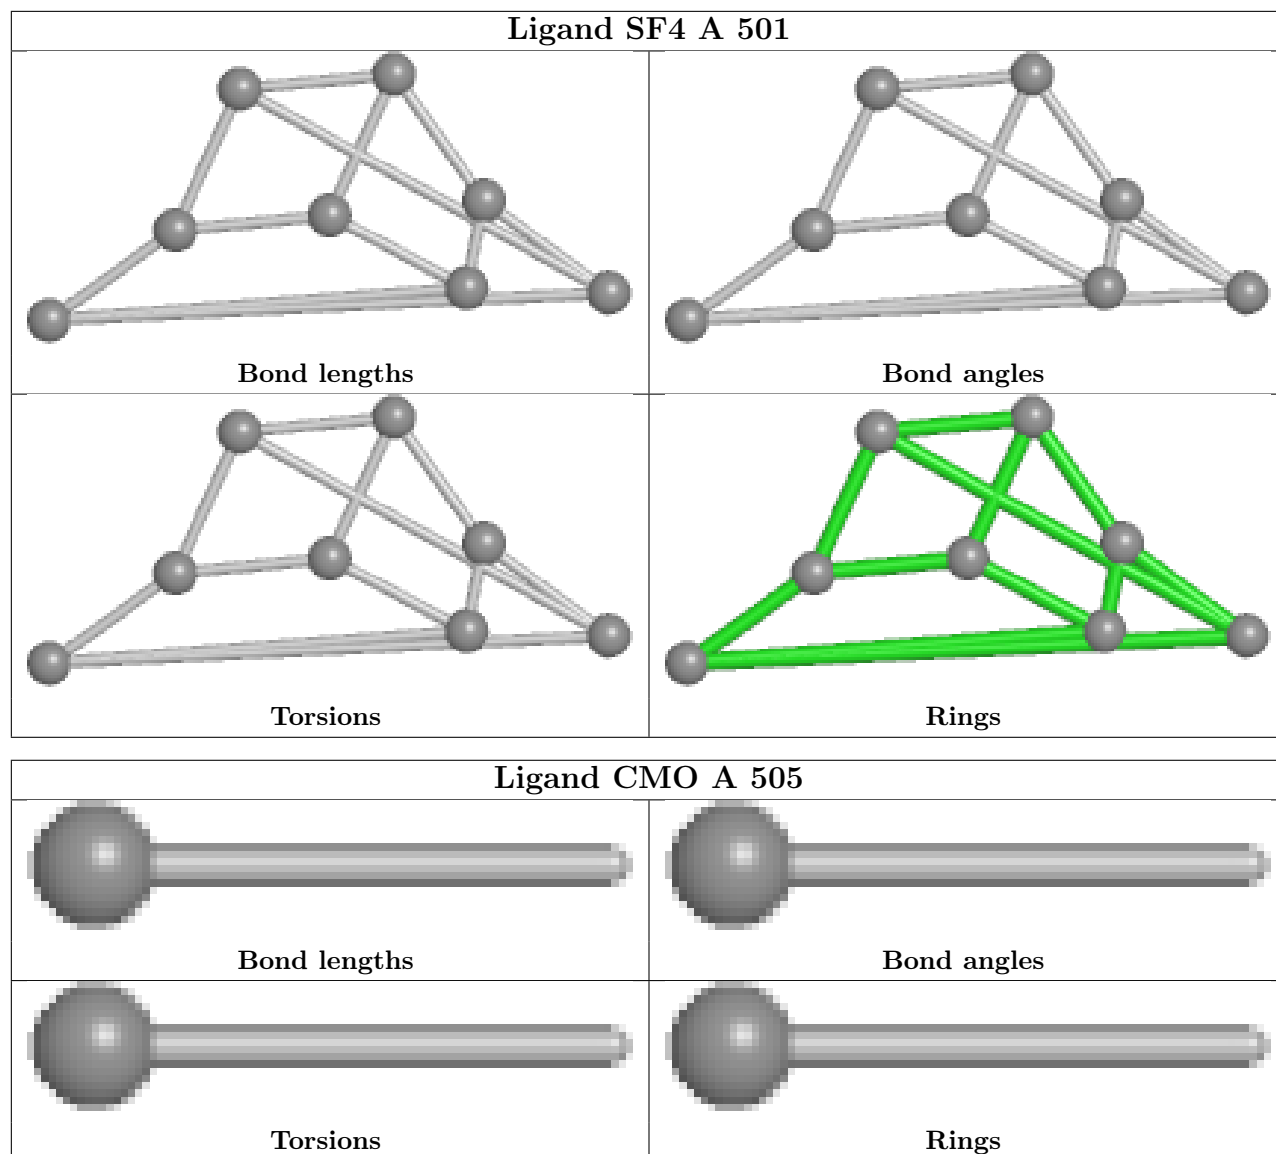 Ligand SF4 A 501
Bond lengths
Bond angles
Torsions
Rings
Ligand CMO A 505
Bond lengths
Bond angles
Torsions
Rings